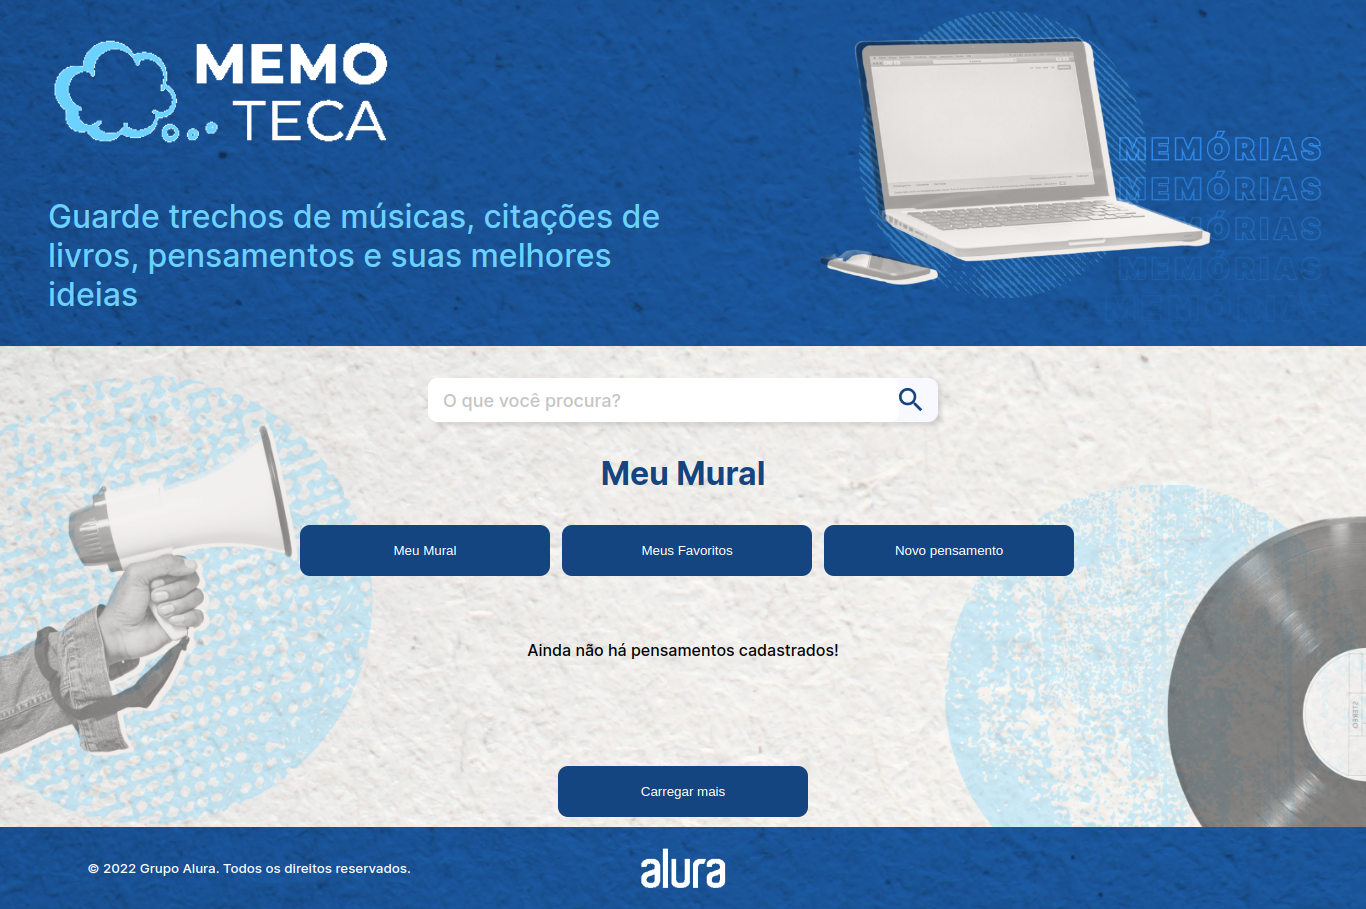 MEMO
TECA
Guarde trechos de músicas, citações de
livros, pensamentos e suas melhores
ideias
MEMÓRIAS
MEMÓRIAS
MEMÓRIAS
MEMÓRIAS
MEMÓRIAS
O que você procura?
Meu Mural
Meu Mural
Meus Favoritos
Novo pensamento
Ainda não há pensamentos cadastrados!
STEREO
Carregar mais
© 2022 Grupo Alura. Todos os direitos reservados.
alura